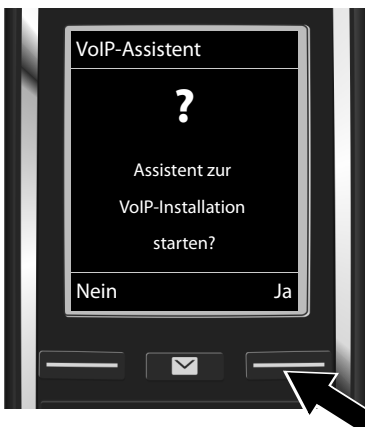 VoIP-Assistent
?
Assistent zur
VoIP-Installation
starten?
Nein Ja